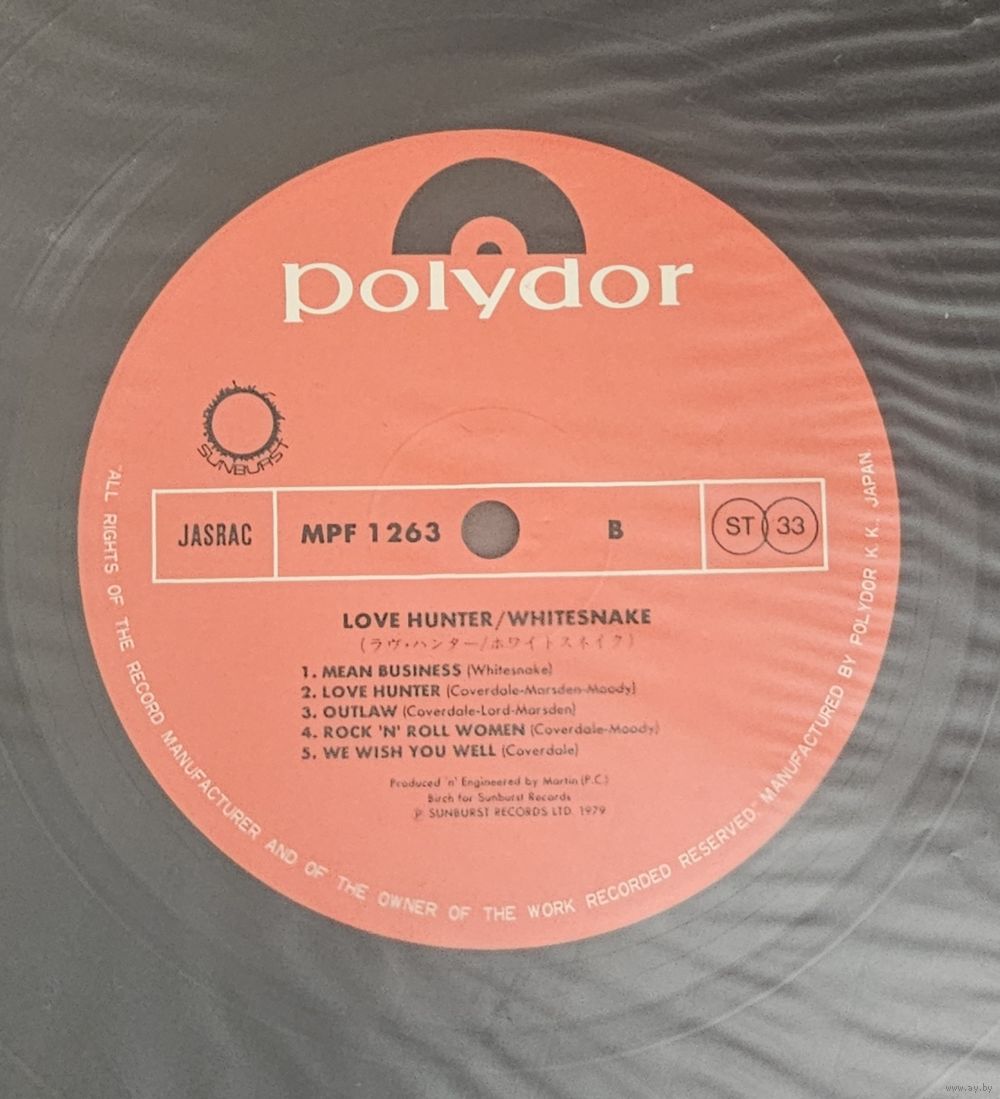 polydor
SUNBURST
JASRAC MPF 1263 B ST 33
LOVE HUNTER/WHITESNAKE
(ラヴ・ハンター/ホワイトスネイク)
1. MEAN BUSINESS (Whitesnake)
2. LOVE HUNTER (Coverdale-Marsden-Moody)
3. OUTLAW (Coverdale-Lord-Marsden)
4. ROCK 'N' ROLL WOMEN (Coverdale-Moody)
5. WE WISH YOU WELL (Coverdale)
Produced 'n' Engineered by Martin (P.C.)
Birch for Sunburst Records
℗ SUNBURST RECORDS LTD. 1979
"ALL RIGHTS OF THE RECORD MANUFACTURER AND OF THE OWNER OF THE WORK RECORDED RESERVED." MANUFACTURED BY POLYDOR K.K., JAPAN.
www.ay.by